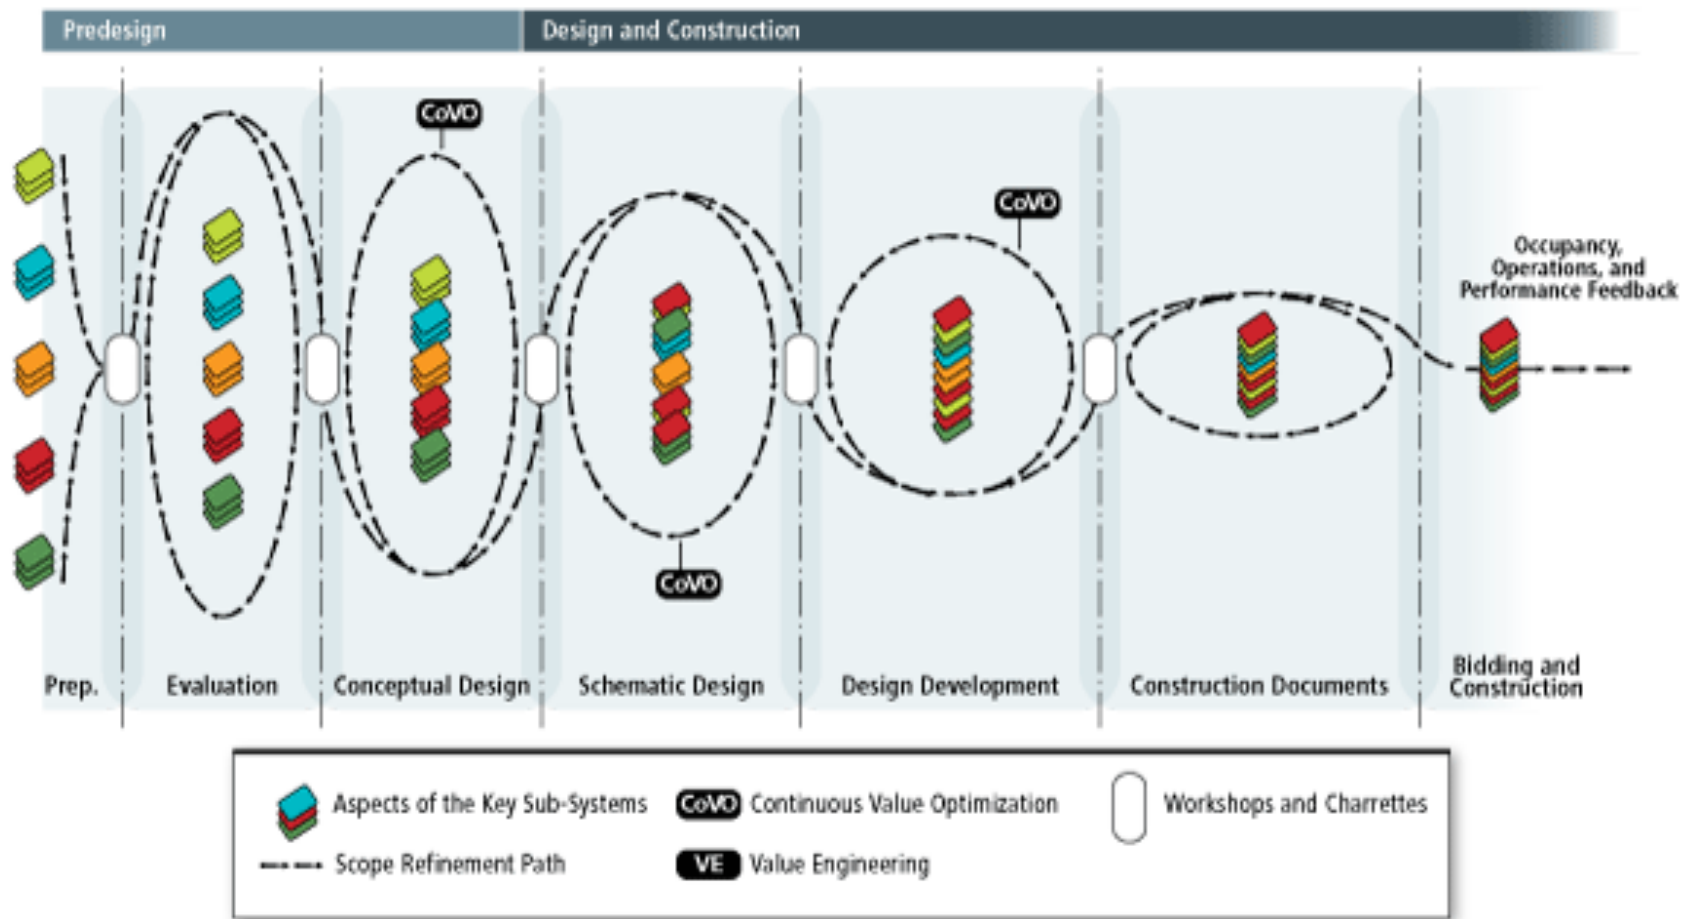 Predesign
Design and Construction
CoVO
CoVO
Occupancy,
Operations, and
Performance Feedback
CoVO
Prep.
Evaluation
Conceptual Design
Schematic Design
Design Development
Construction Documents
Bidding and
Construction
Aspects of the Key Sub-Systems
CoVO Continuous Value Optimization
Workshops and Charrettes
Scope Refinement Path
VE Value Engineering